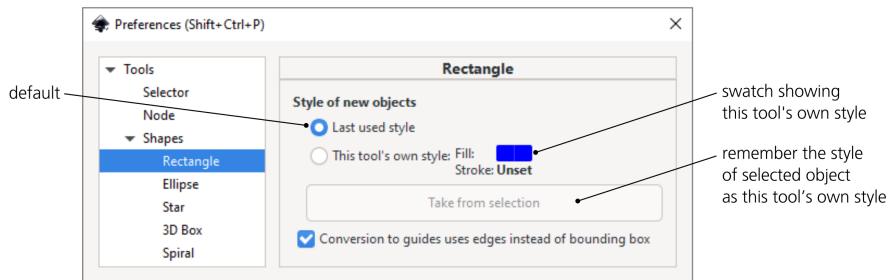 Preferences (Shift+Ctrl+P)
Tools
Selector
Node
Shapes
Rectangle
Ellipse
Star
3D Box
Spiral
Rectangle
Style of new objects
Last used style
This tool's own style: Fill:
Stroke: Unset
Take from selection
Conversion to guides uses edges instead of bounding box
default
swatch showing
this tool's own style
remember the style
of selected object
as this tool’s own style